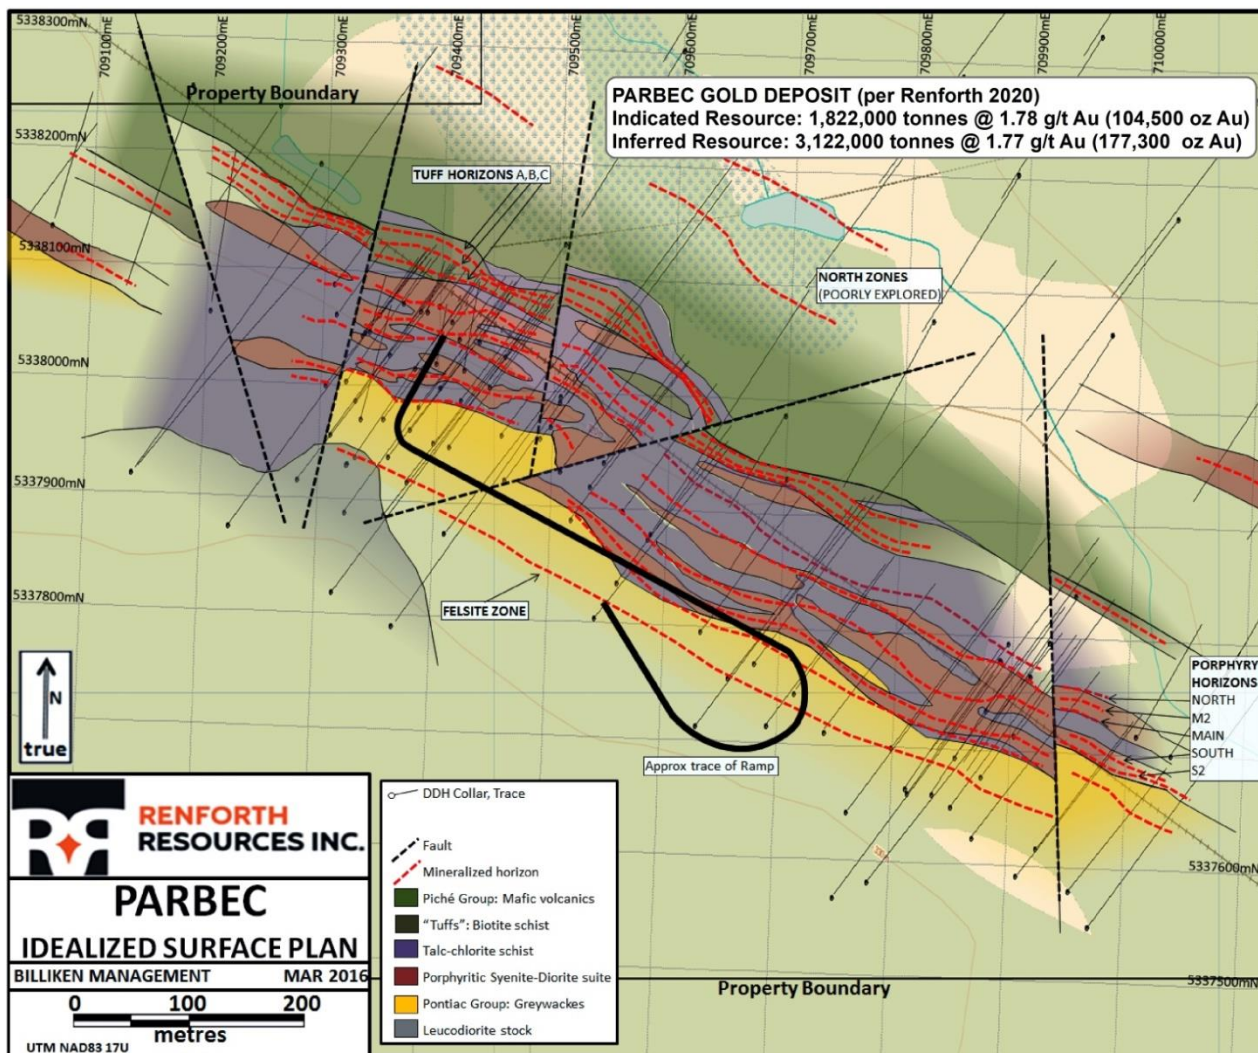 5338300mN
709100mE
709200mE
709300mE
709400mE
709500mE
709600mE
709700mE
709800mE
709900mE
710000mE
Property Boundary
PARBEC GOLD DEPOSIT (per Renforth 2020)
Indicated Resource: 1,822,000 tonnes @ 1.78 g/t Au (104,500 oz Au)
Inferred Resource: 3,122,000 tonnes @ 1.77 g/t Au (177,300 oz Au)
5338200mN
TUFF HORIZONS A,B,C
5338100mN
NORTH ZONES
(POORLY EXPLORED)
5338000mN
5337900mN
5337800mN
FELSITE ZONE
N
true
PORPHYRY
HORIZONS
NORTH
M2
MAIN
SOUTH
S2
Approx trace of Ramp
RENFORTH
RESOURCES INC.
PARBEC
IDEALIZED SURFACE PLAN
BILLIKEN MANAGEMENT MAR 2016
0 100 200
metres
UTM NAD83 17U
DDH Collar, Trace
Fault
Mineralized horizon
Piché Group: Mafic volcanics
“Tuffs”: Biotite schist
Talc-chlorite schist
Porphyritic Syenite-Diorite suite
Pontiac Group: Greywackes
Leucodiorite stock
5337600mN
5337500mN
Property Boundary